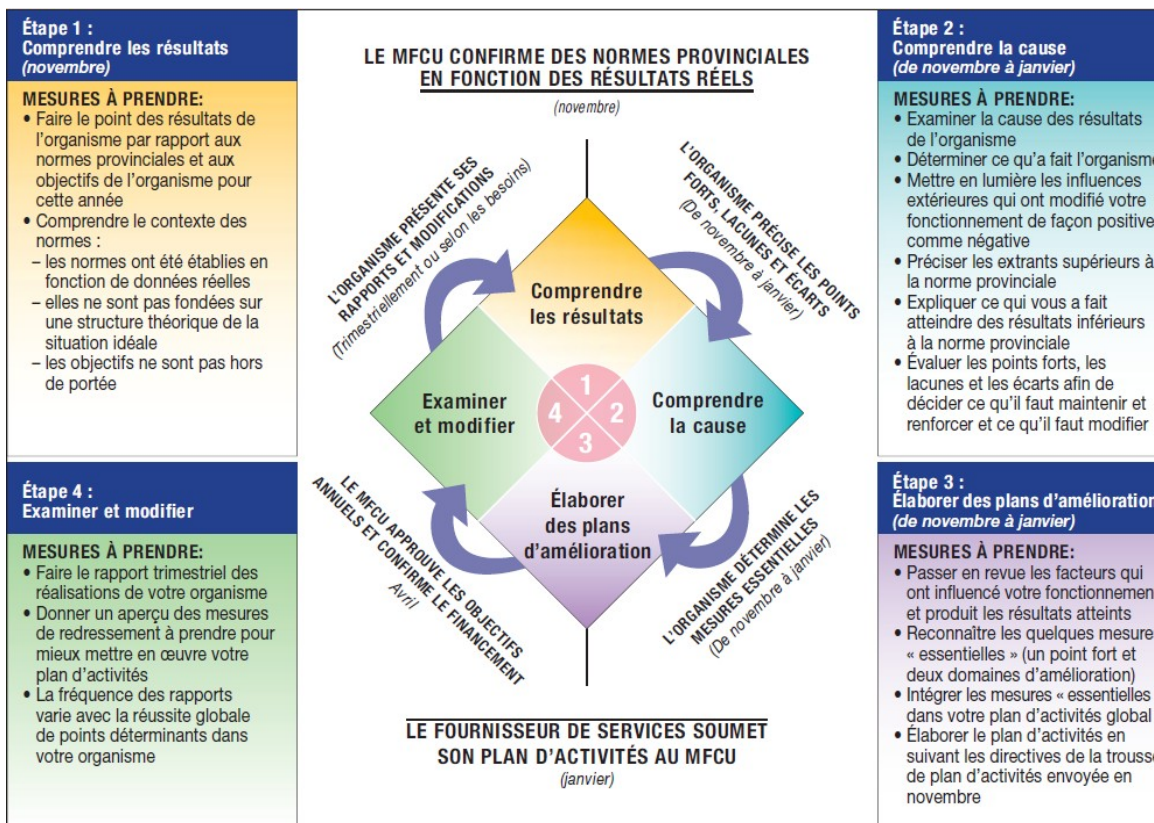 Étape 1 :
Comprendre les résultats
(novembre)
MESURES À PRENDRE:
• Faire le point des résultats de
l'organisme par rapport aux
normes provinciales et aux
objectifs de l'organisme pour
cette année
• Comprendre le contexte des
normes :
– les normes ont été établies en
fonction de données réelles
– elles ne sont pas fondées sur
une structure théorique de la
situation idéale
– les objectifs ne sont pas hors
de portée
LE MFCU CONFIRME DES NORMES PROVINCIALES
EN FONCTION DES RÉSULTATS RÉELS
(novembre)
L'ORGANISME PRÉSENTE SES
RAPPORTS ET MODIFICATIONS
(Trimestriellement ou selon les besoins)
L'ORGANISME PRÉCISE LES POINTS
FORTS, LACUNES ET ÉCARTS
(De novembre à janvier)
Comprendre
les résultats
Examiner
et modifier
1
4
2
3
Comprendre
la cause
Élaborer
des plans
d'amélioration
LE MFCU APPROUVE LES OBJECTIFS
ANNUELS ET CONFIRME LE FINANCEMENT
Avril
L'ORGANISME DÉTERMINE LES
MESURES ESSENTIELLES
(De novembre à janvier)
LE FOURNISSEUR DE SERVICES SOUMET
SON PLAN D'ACTIVITÉS AU MFCU
(janvier)
Étape 2 :
Comprendre la cause
(de novembre à janvier)
MESURES À PRENDRE:
• Examiner la cause des résultats
de l'organisme
• Déterminer ce qu'a fait l'organisme
• Mettre en lumière les influences
extérieures qui ont modifié votre
fonctionnement de façon positive
comme négative
• Préciser les extrants supérieurs à
la norme provinciale
• Expliquer ce qui vous a fait
atteindre des résultats inférieurs
à la norme provinciale
• Évaluer les points forts, les
lacunes et les écarts afin de
décider ce qu'il faut maintenir et
renforcer et ce qu'il faut modifier
Étape 4 :
Examiner et modifier
MESURES À PRENDRE:
• Faire le rapport trimestriel des
réalisations de votre organisme
• Donner un aperçu des mesures
de redressement à prendre pour
mieux mettre en œuvre votre
plan d'activités
• La fréquence des rapports
varie avec la réussite globale
de points déterminants dans
votre organisme
Étape 3 :
Élaborer des plans d'amélioration
(de novembre à janvier)
MESURES À PRENDRE:
• Passer en revue les facteurs qui
ont influencé votre fonctionnemen
et produit les résultats atteints
• Reconnaître les quelques mesure
« essentielles » (un point fort et
deux domaines d'amélioration)
• Intégrer les mesures « essentielles
dans votre plan d'activités global
• Élaborer le plan d'activités en
suivant les directives de la trousse
de plan d'activités envoyée en
novembre